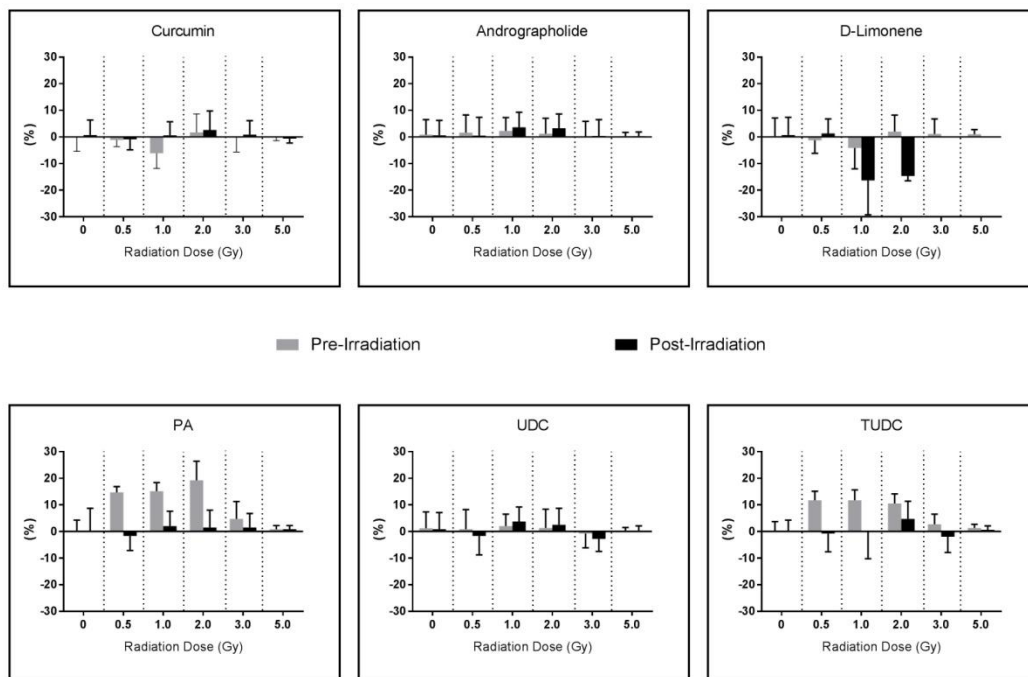 Curcumin
30
20
10
0
-10
-20
-30
(%)
0 0.5 1.0 2.0 3.0 5.0
Radiation Dose (Gy)
Andrographolide
30
20
10
0
-10
-20
-30
(%)
0 0.5 1.0 2.0 3.0 5.0
Radiation Dose (Gy)
D-Limonene
30
20
10
0
-10
-20
-30
(%)
0 0.5 1.0 2.0 3.0 5.0
Radiation Dose (Gy)
Pre-Irradiation
Post-Irradiation
PA
30
20
10
0
-10
-20
-30
(%)
0 0.5 1.0 2.0 3.0 5.0
Radiation Dose (Gy)
UDC
30
20
10
0
-10
-20
-30
(%)
0 0.5 1.0 2.0 3.0 5.0
Radiation Dose (Gy)
TUDC
30
20
10
0
-10
-20
-30
(%)
0 0.5 1.0 2.0 3.0 5.0
Radiation Dose (Gy)